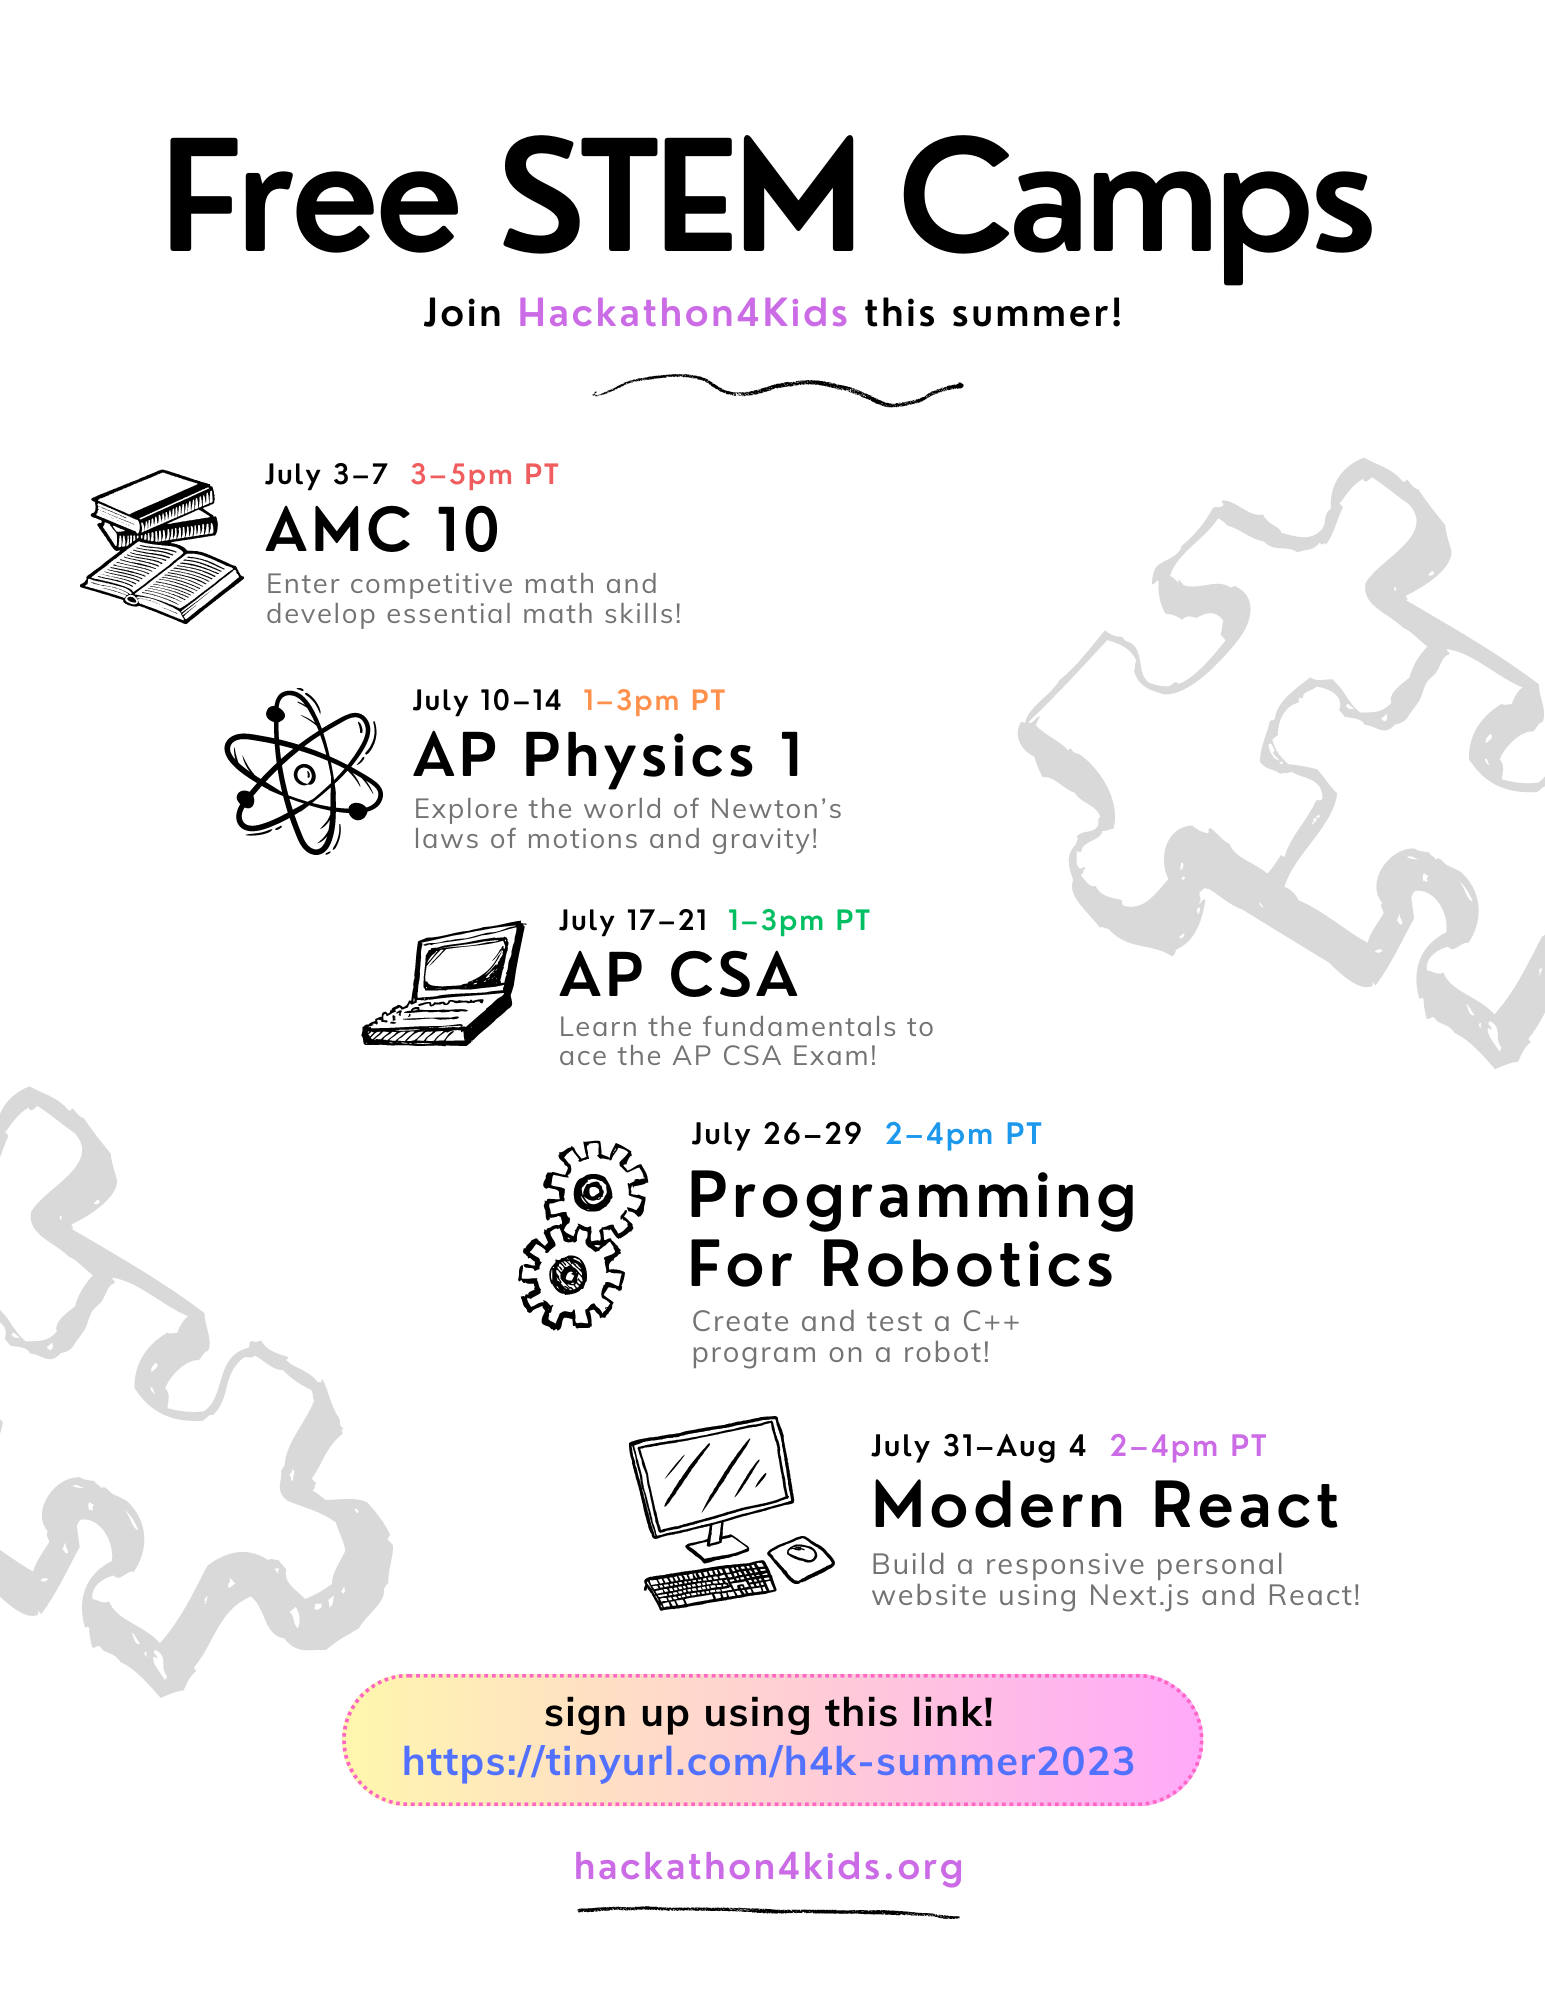 Free STEM Camps
Join Hackathon4Kids this summer!
July 3–7 3–5pm PT
AMC 10
Enter competitive math and
develop essential math skills!
July 10–14 1–3pm PT
AP Physics 1
Explore the world of Newton’s
laws of motions and gravity!
July 17–21 1–3pm PT
AP CSA
Learn the fundamentals to
ace the AP CSA Exam!
July 26–29 2–4pm PT
Programming
For Robotics
Create and test a C++
program on a robot!
July 31–Aug 4 2–4pm PT
Modern React
Build a responsive personal
website using Next.js and React!
sign up using this link!
https://tinyurl.com/h4k-summer2023
hackathon4kids.org